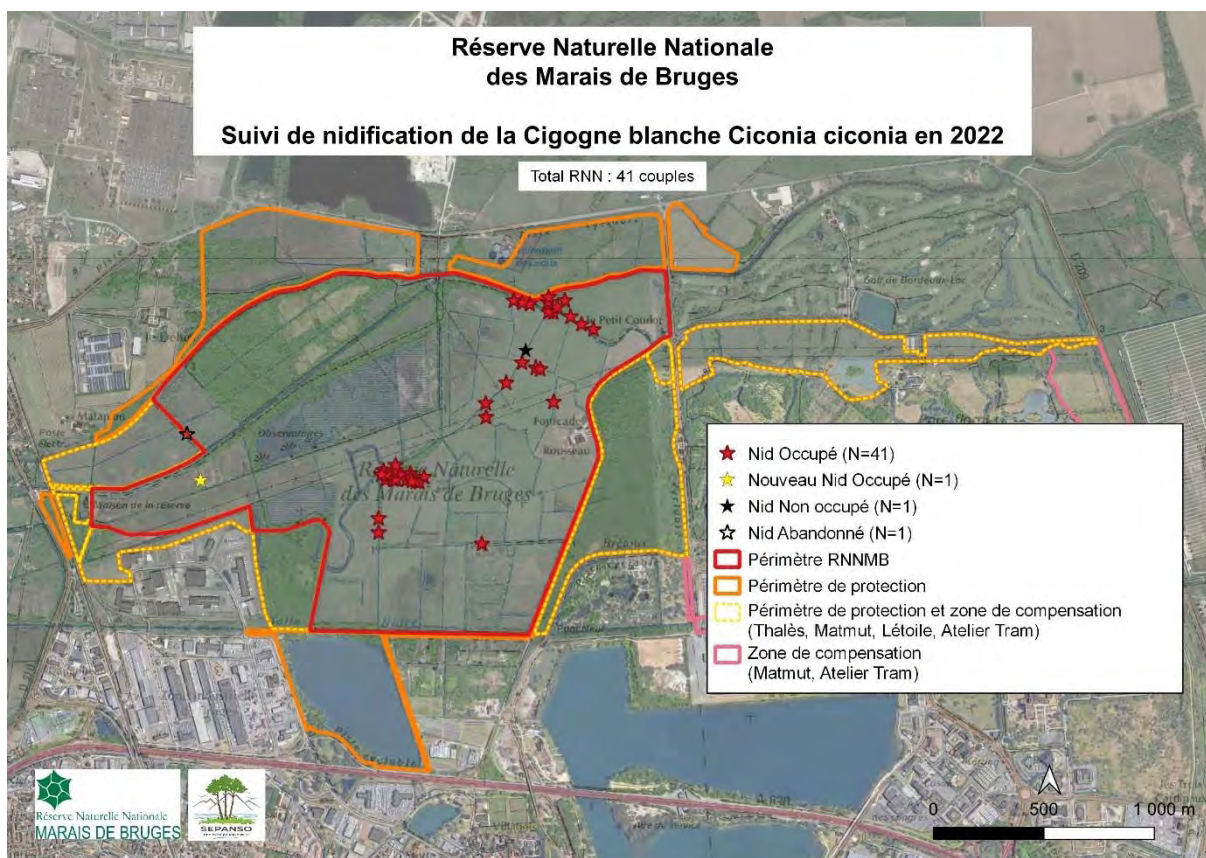 Réserve Naturelle Nationale
des Marais de Bruges
Suivi de nidification de la Cigogne blanche Ciconia ciconia en 2022
Total RNN : 41 couples
Golf de Bordeaux-Lac
D 209
le Petit Courlot
Fourcade
Rousseau
Observatoires
Réserve Naturelle
des Marais de Bruges
Maison de la réserve
Poste
Nid Occupé (N=41)
Nouveau Nid Occupé (N=1)
Nid Non occupé (N=1)
Nid Abandonné (N=1)
Périmètre RNNMB
Périmètre de protection
Périmètre de protection et zone de compensation
(Thalès, Matmut, Létoile, Atelier Tram)
Zone de compensation
(Matmut, Atelier Tram)
0 500 1 000 m
Réserve Naturelle Nationale
MARAIS DE BRUGES
SEPANSO